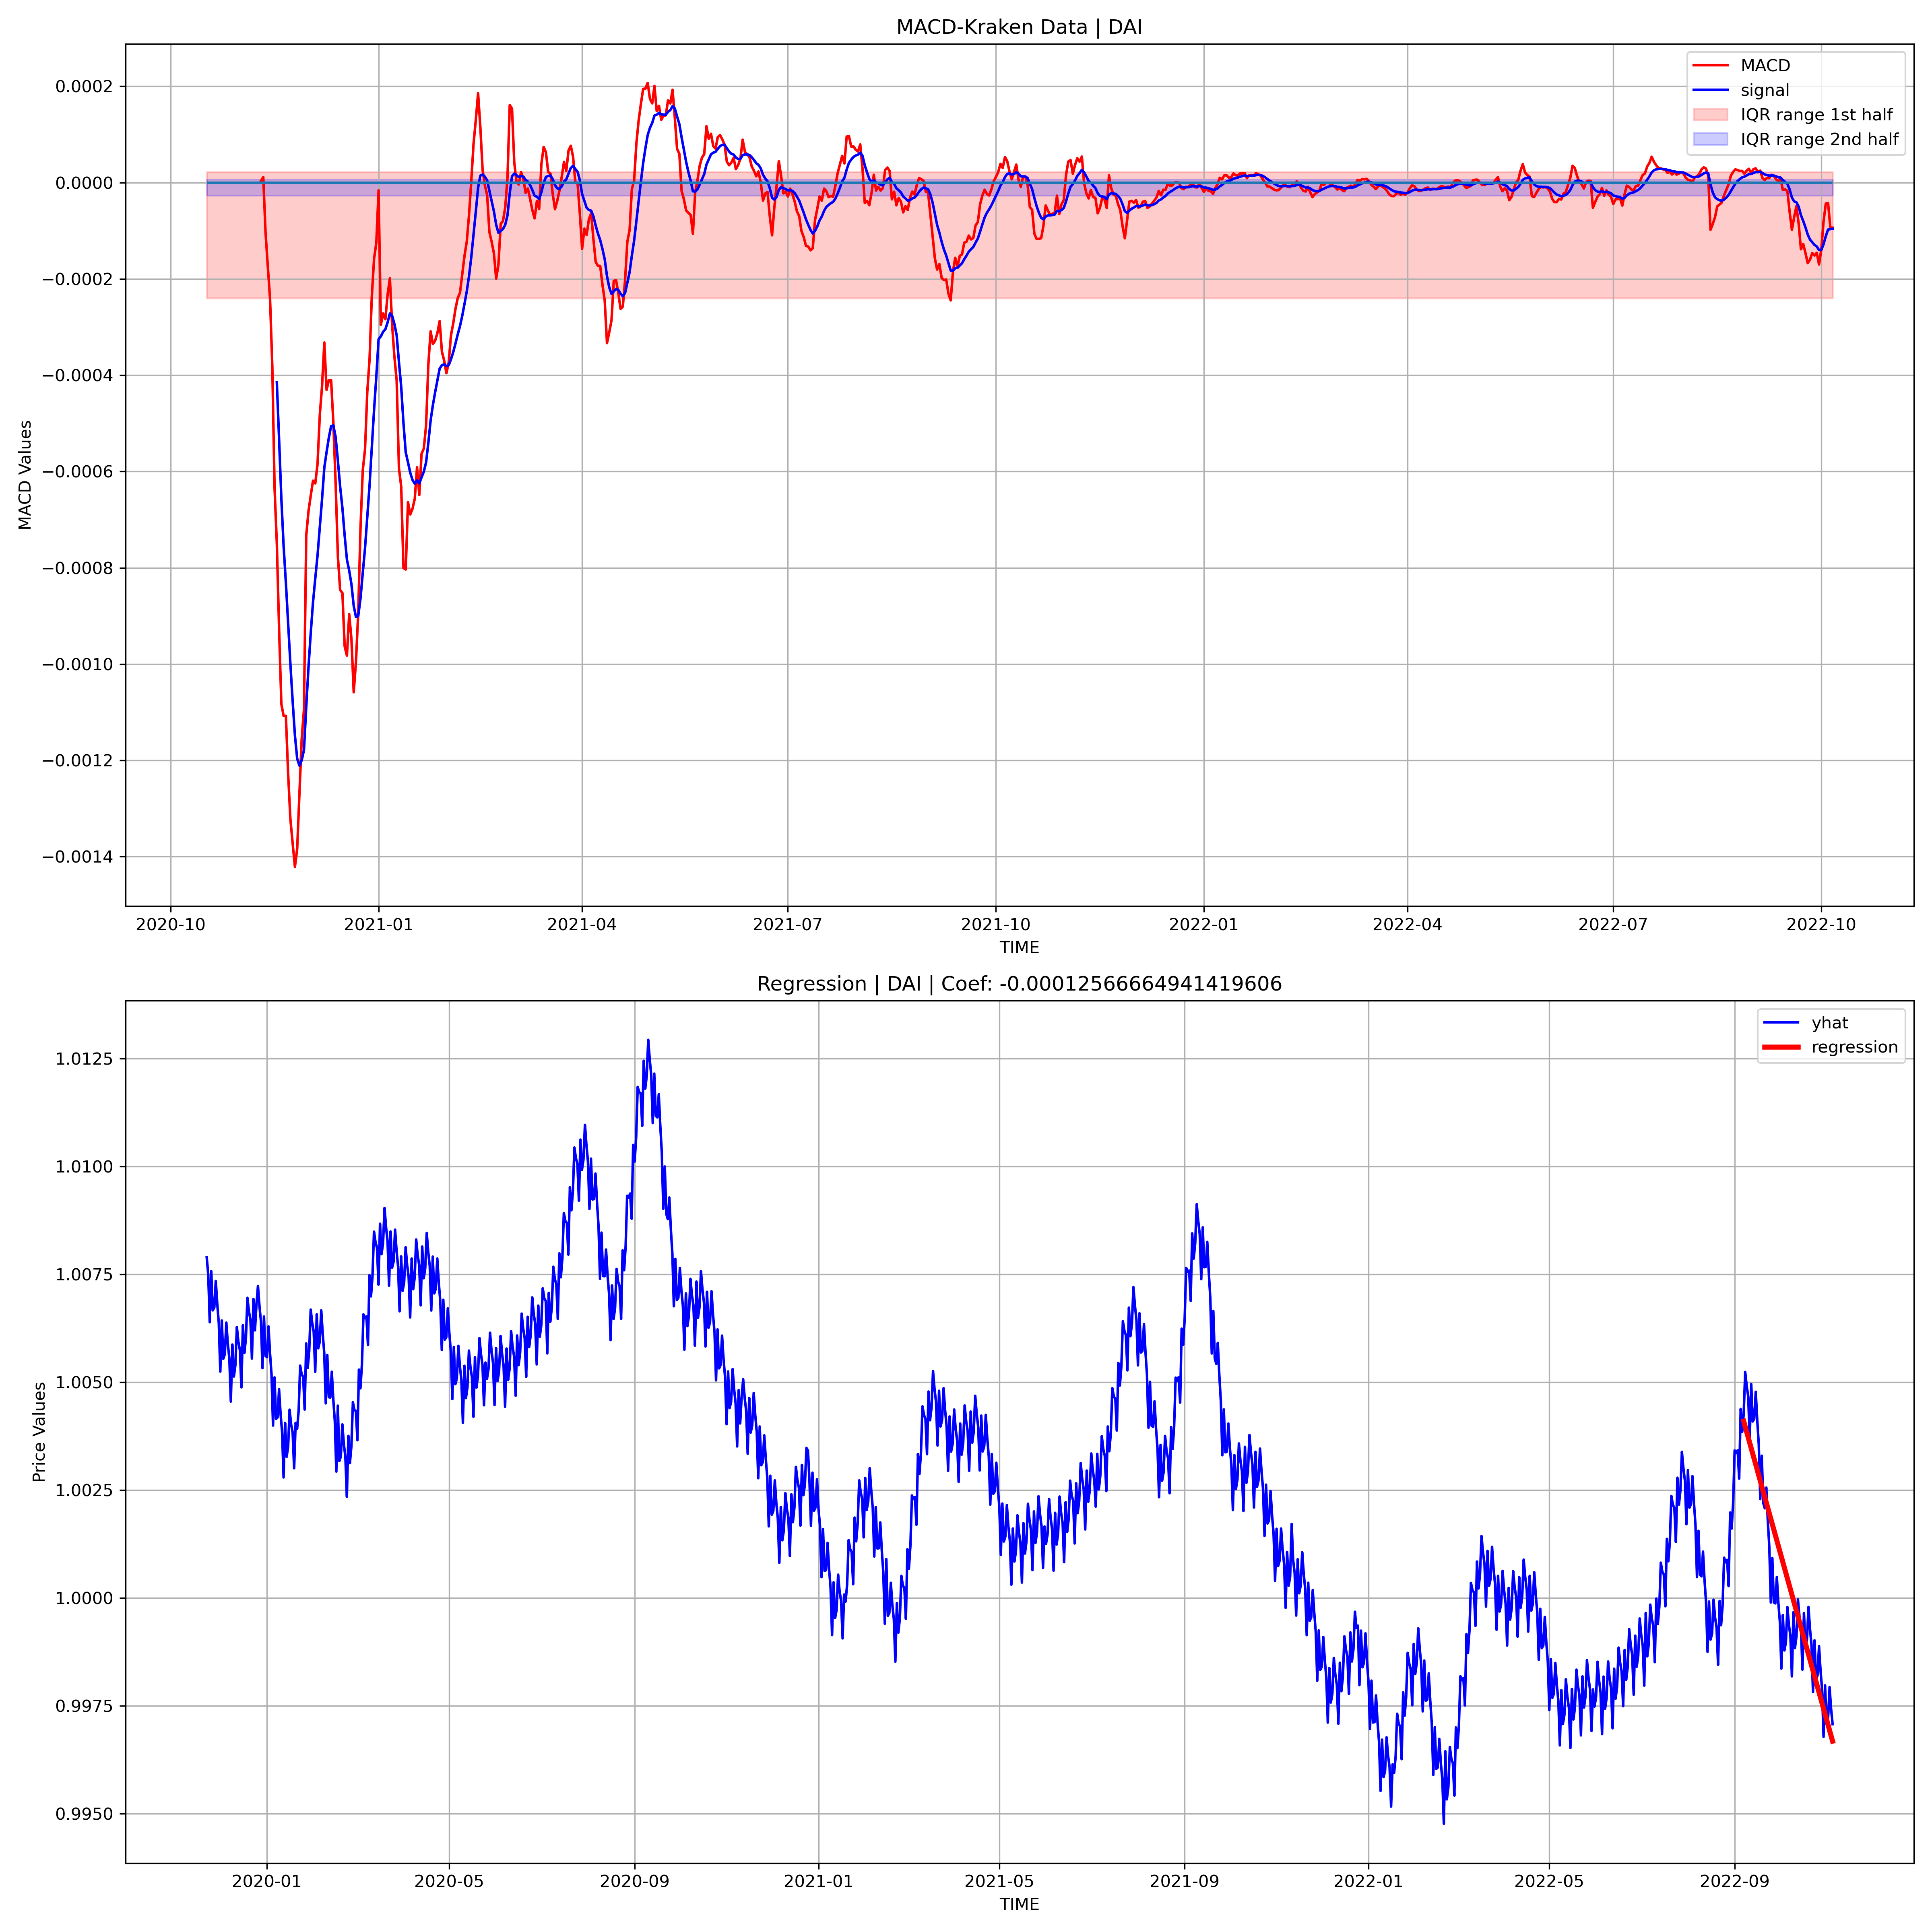 MACD-Kraken Data | DAI
MACD
signal
IQR range 1st half
IQR range 2nd half
MACD Values
0.0002
0.0000
−0.0002
−0.0004
−0.0006
−0.0008
−0.0010
−0.0012
−0.0014
2020-10 2021-01 2021-04 2021-07 2021-10 2022-01 2022-04 2022-07 2022-10
TIME
Regression | DAI | Coef: -0.00012566664941419606
yhat
regression
Price Values
1.0125
1.0100
1.0075
1.0050
1.0025
1.0000
0.9975
0.9950
2020-01 2020-05 2020-09 2021-01 2021-05 2021-09 2022-01 2022-05 2022-09
TIME